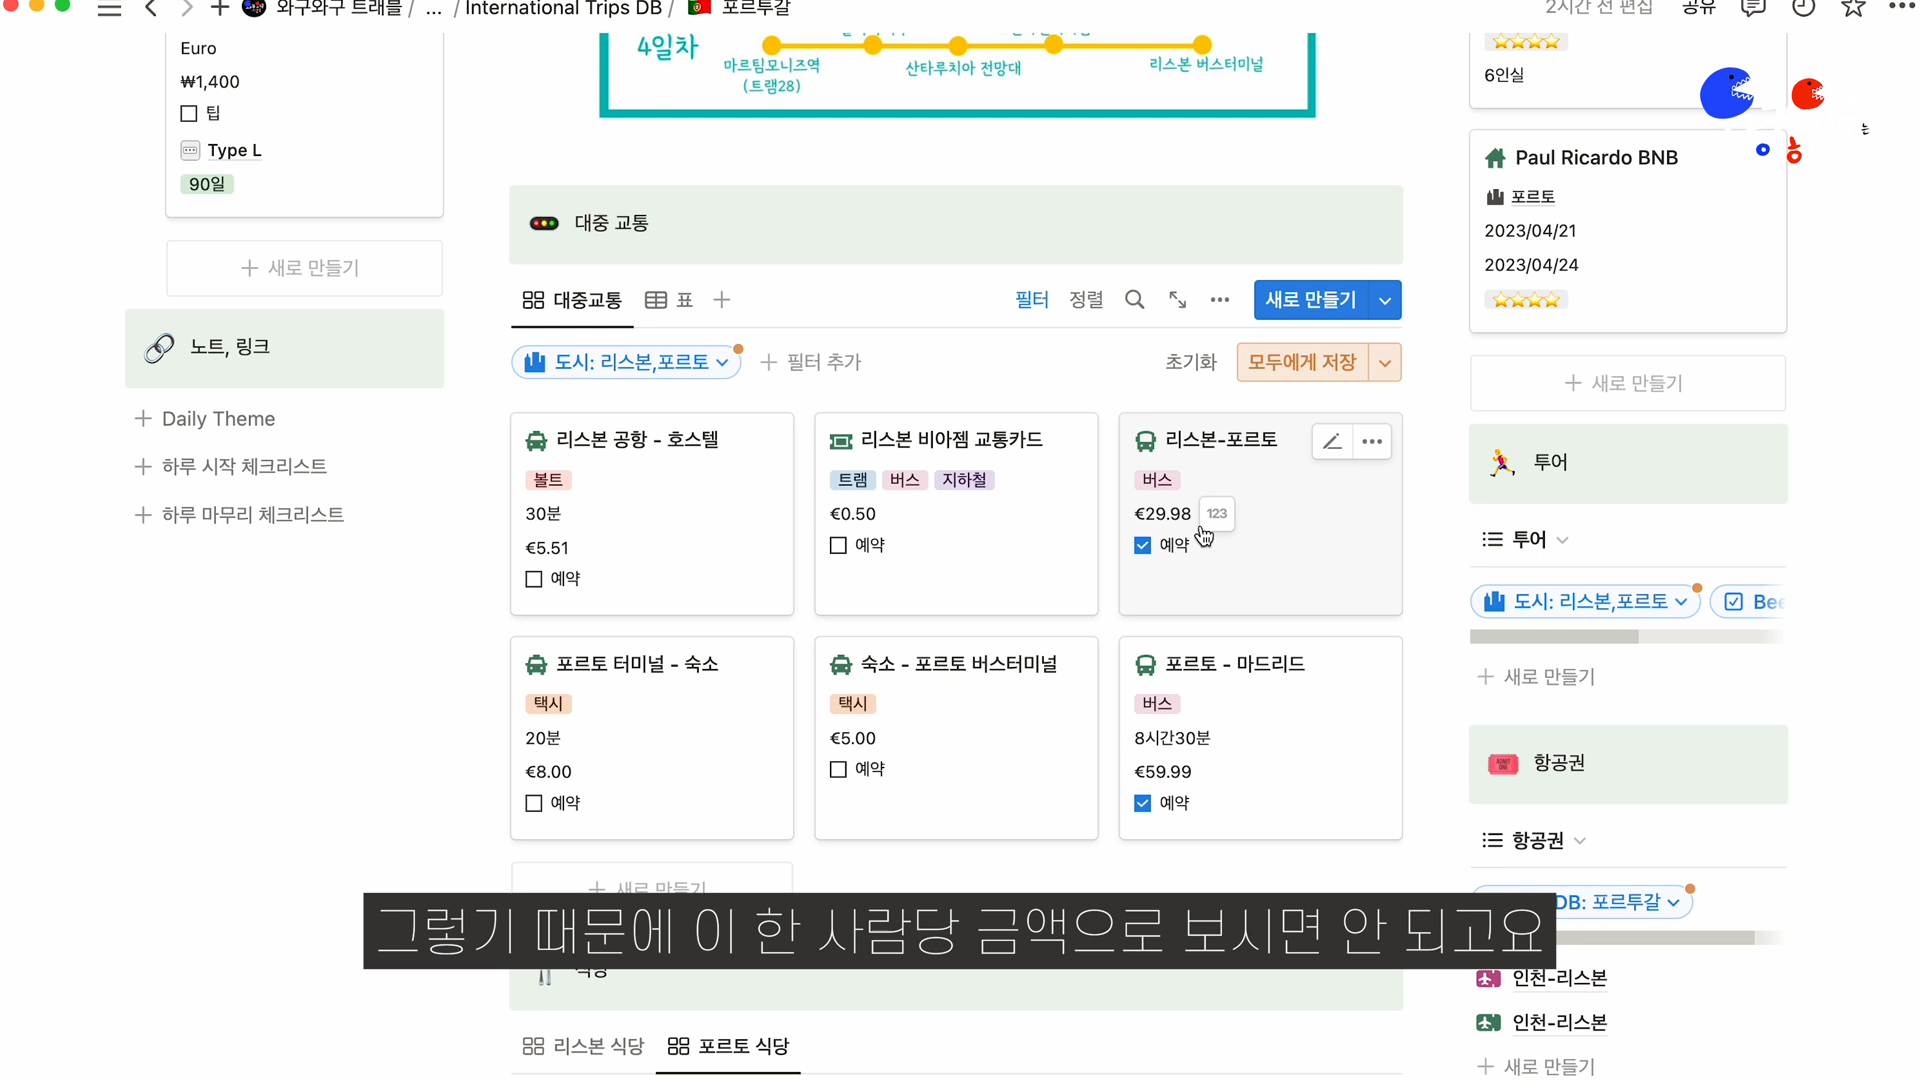 와구와구 트래블 / ... / International Trips DB / 포르투갈
2시간 전 편집 공유
Euro
₩1,400
팁
Type L
90일
새로 만들기
노트, 링크
Daily Theme
하루 시작 체크리스트
하루 마무리 체크리스트
4일차
마르팀모니즈역
(트램28)
산타루치아 전망대
리스본 버스터미널
대중 교통
대중교통 표
필터 정렬 새로 만들기
도시: 리스본,포르토 필터 추가
초기화 모두에게 저장
리스본 공항 - 호스텔
볼트
30분
€5.51
예약
리스본 비아젬 교통카드
트램 버스 지하철
€0.50
예약
리스본-포르토
버스
€29.98 123
예약
포르토 터미널 - 숙소
택시
20분
€8.00
예약
숙소 - 포르토 버스터미널
택시
€5.00
예약
포르토 - 마드리드
버스
8시간30분
€59.99
예약
새로 만들기
그렇기 때문에 이 한 사람당 금액으로 보시면 안 되고요
식당
리스본 식당 포르토 식당
6인실
Paul Ricardo BNB
포르토
2023/04/21
2023/04/24
새로 만들기
투어
투어
도시: 리스본,포르토 Bee
새로 만들기
항공권
항공권
DB: 포르투갈
인천-리스본
인천-리스본
새로 만들기